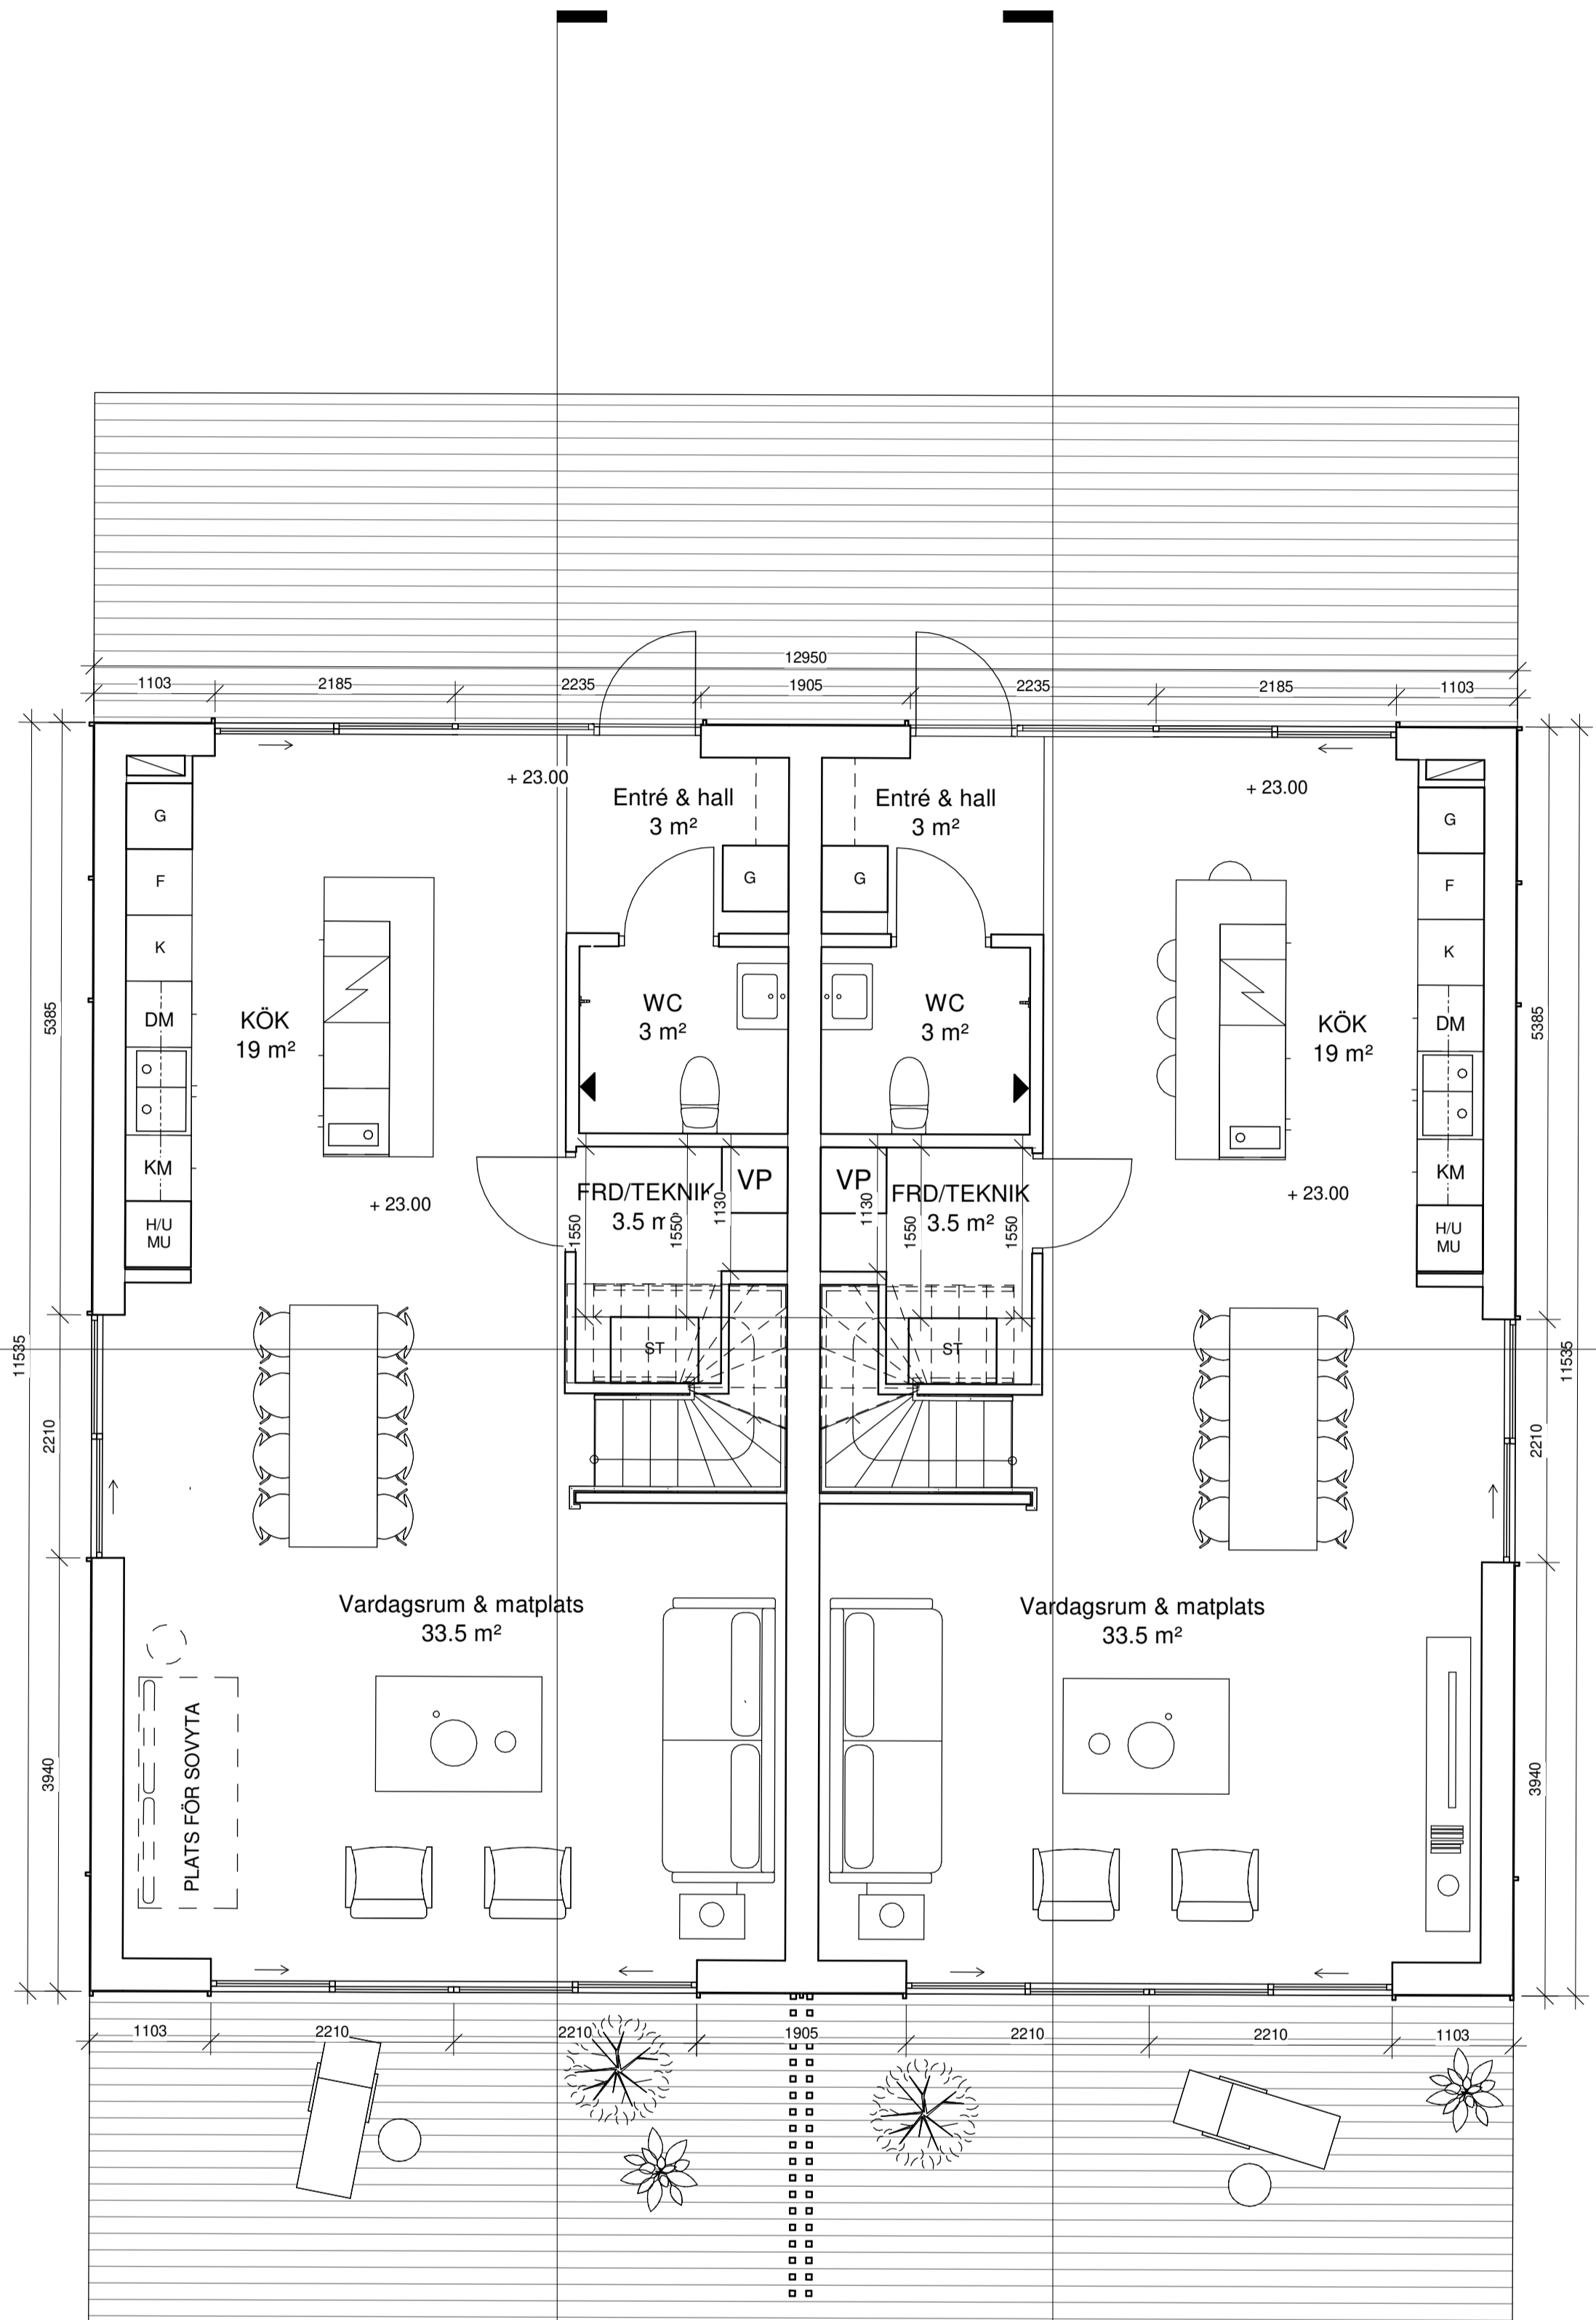 12950
1103 2185 2235 1905 2235 2185 1103
+ 23.00
+ 23.00
Entré & hall
3 m²
Entré & hall
3 m²
G
G
G
G
F
F
K
K
DM
DM
KÖK
19 m²
WC
3 m²
WC
3 m²
KÖK
19 m²
5385
5385
KM
KM
H/U
MU
H/U
MU
+ 23.00
+ 23.00
FRD/TEKNIK
3.5 m²
VP
VP
FRD/TEKNIK
3.5 m²
1550
1550
1130
1130
1550
1550
ST
ST
11535
11535
2210
2210
Vardagsrum & matplats
33.5 m²
Vardagsrum & matplats
33.5 m²
PLATS FÖR SOVYTA
3940
3940
1103 2210 2210 1905 2210 2210 1103